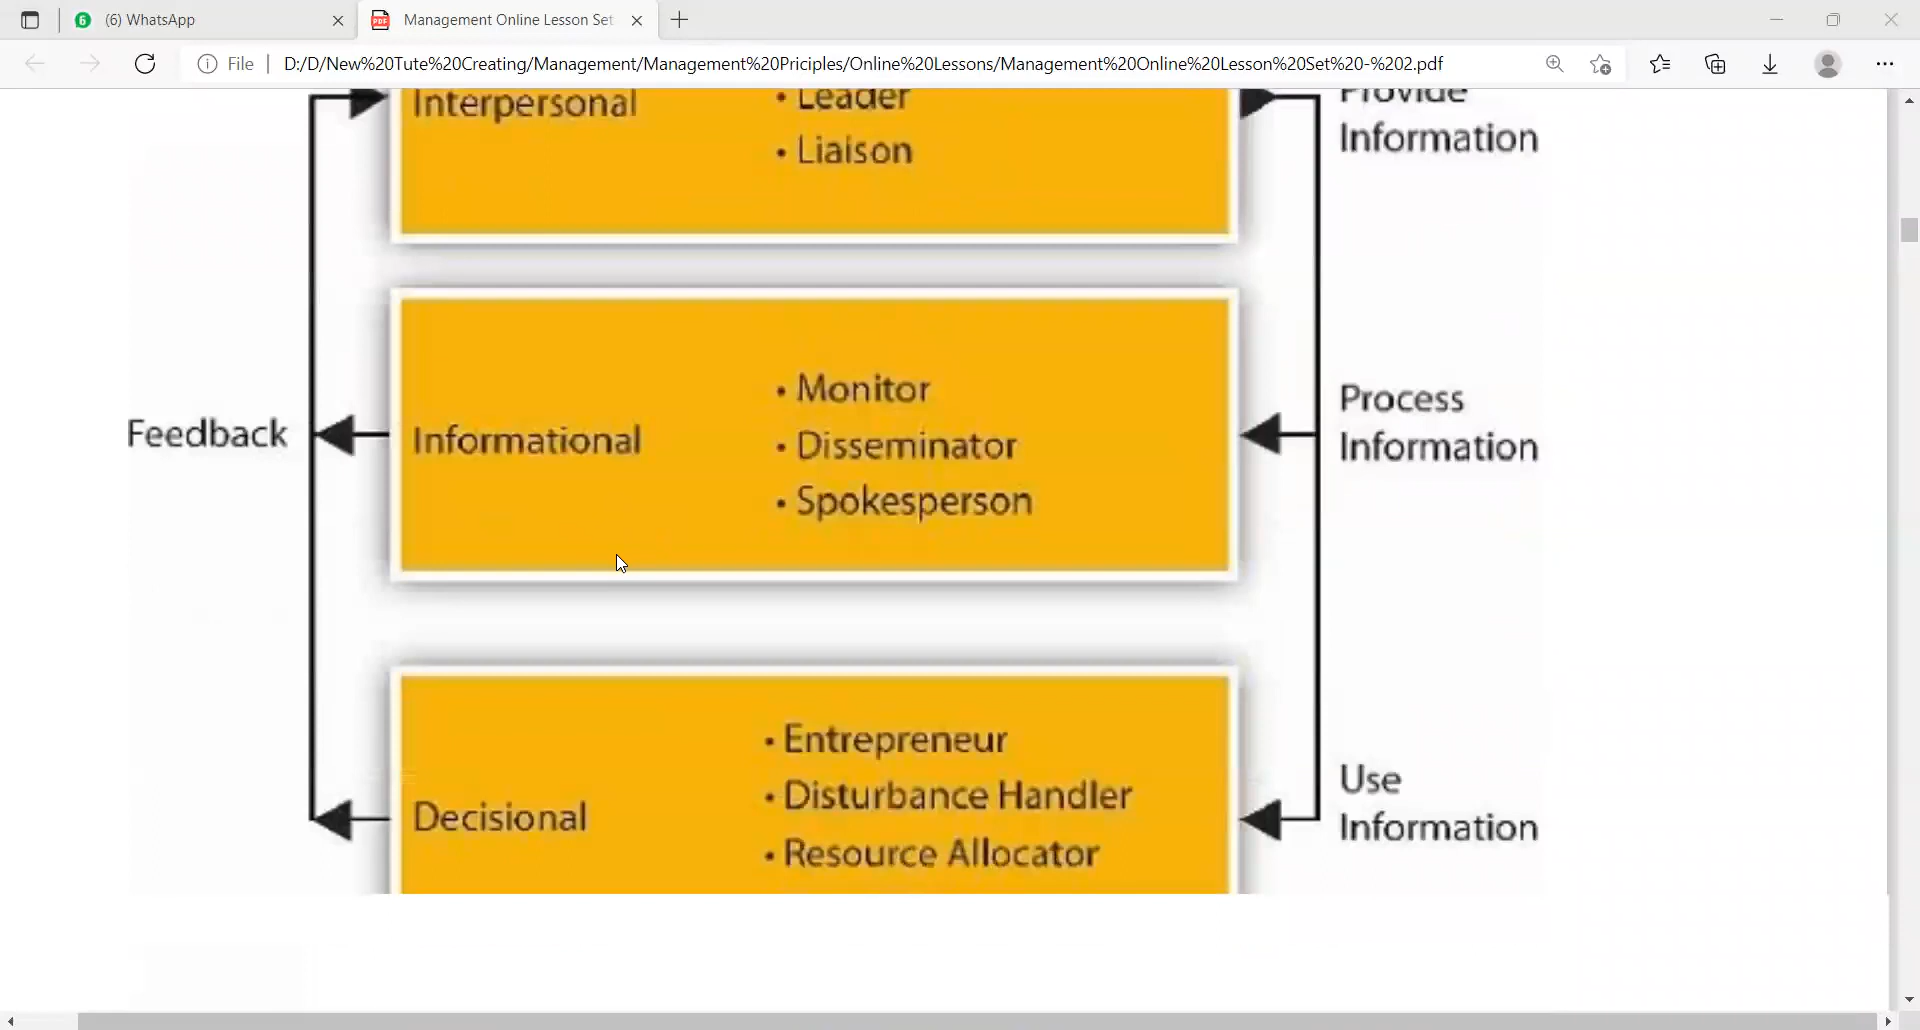 (6) WhatsApp
Management Online Lesson Set
File
D:/D/New%20Tute%20Creating/Management/Management%20Priciples/Online%20Lessons/Management%20Online%20Lesson%20Set%20-%202.pdf
Interpersonal
• Leader
• Liaison
Provide
Information
Feedback
Informational
• Monitor
• Disseminator
• Spokesperson
Process
Information
Decisional
• Entrepreneur
• Disturbance Handler
• Resource Allocator
Use
Information